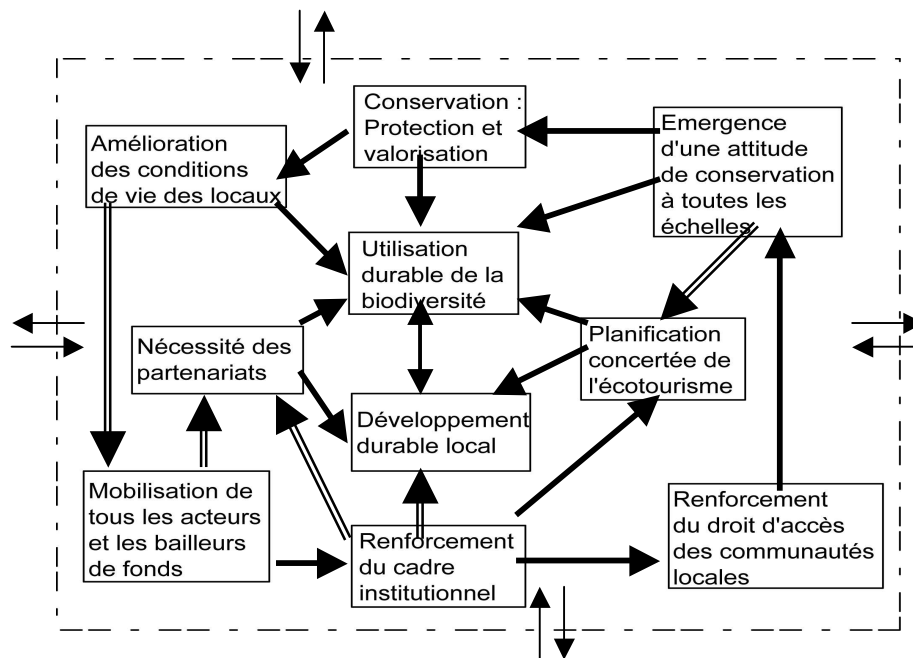 Conservation :
Protection et
valorisation
Emergence
d'une attitude
de conservation
à toutes les
échelles
Amélioration
des conditions
de vie des locaux
Utilisation
durable de la
biodiversité
Nécessité des
partenariats
Planification
concertée de
l'écotourisme
Développement
durable local
Mobilisation de
tous les acteurs
et les bailleurs
de fonds
Renforcement
du cadre
institutionnel
Renforcement
du droit d'accès
des communautés
locales